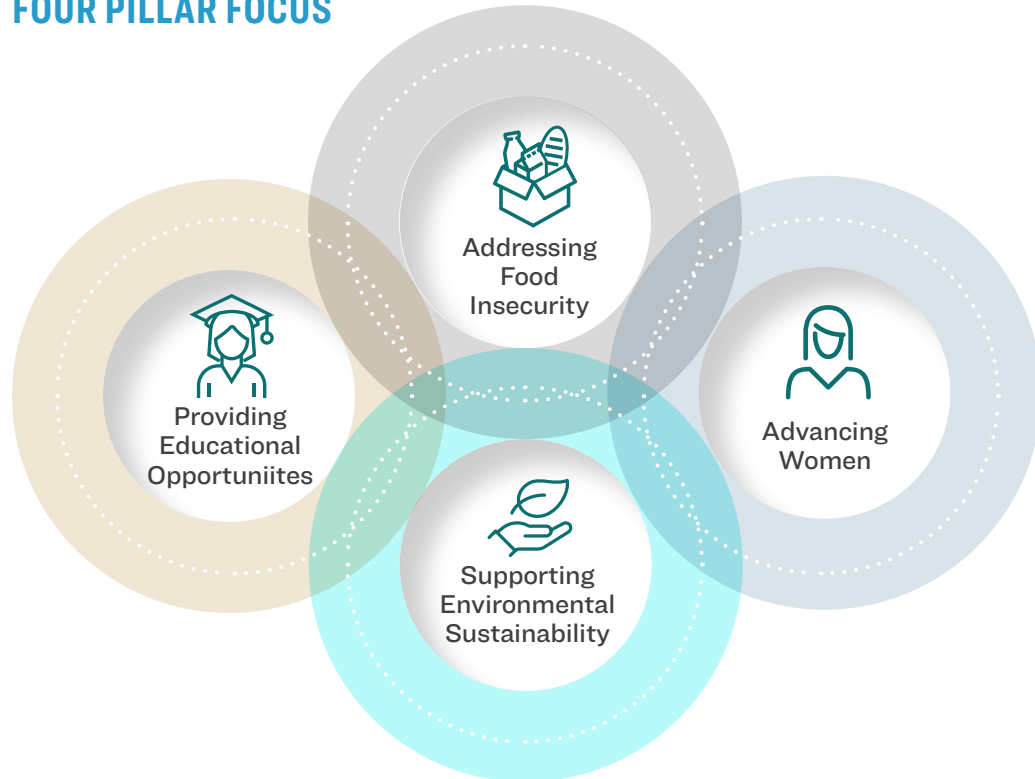 FOUR PILLAR FOCUS
Addressing
Food
Insecurity
Providing
Educational
Opportuniites
Advancing
Women
Supporting
Environmental
Sustainability